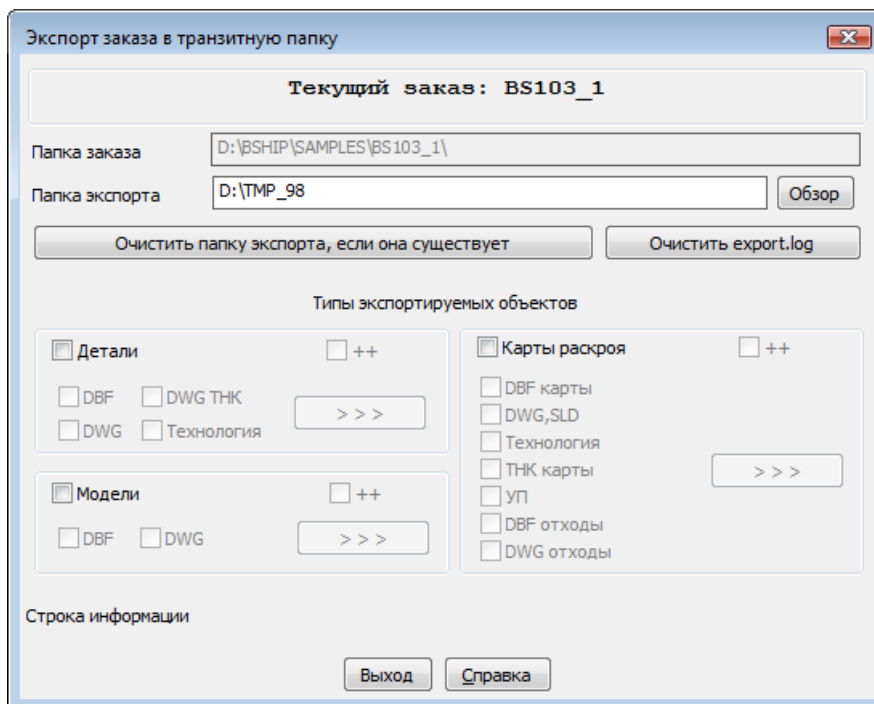 Экспорт заказа в транзитную папку
Текущий заказ: BS103_1
Папка заказа D:\BSHIP\SAMPLES\BS103_1\
Папка экспорта D:\TMP_98 Обзор
Очистить папку экспорта, если она существует Очистить export.log
Типы экспортируемых объектов
Детали ++
DBF DWG ТНК
DWG Технология
> > >
Модели ++
DBF DWG > > >
Карты раскроя ++
DBF карты
DWG,SLD
Технология
ТНК карты > > >
УП
DBF отходы
DWG отходы
Строка информации
Выход Справка